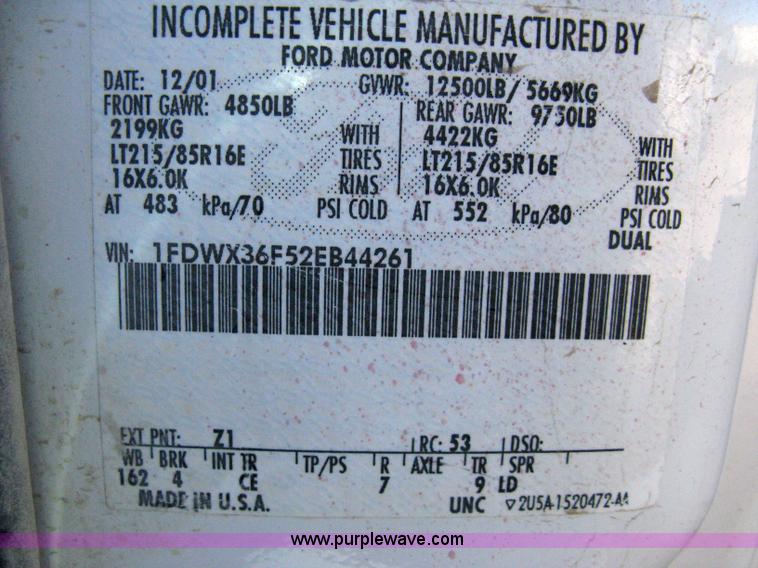 INCOMPLETE VEHICLE MANUFACTURED BY
FORD MOTOR COMPANY
DATE: 12/01 GVWR: 12500LB/ 5669KG
FRONT GAWR: 4850LB REAR GAWR: 9750LB
2199KG WITH 4422KG WITH
LT215/85R16E TIRES LT215/85R16E TIRES
16X6.0K RIMS 16X6.0K RIMS
AT 483 kPa/70 PSI COLD AT 552 kPa/80 PSI COLD
DUAL
VIN: 1FDWX36F52EB44261
EXT PNT: Z1 RC: 53 DSO:
WB BRK INT TR TP/PS R AXLE TR SPR
162 4 CE 7 9 LD
MADE IN U.S.A. UNC ▽2U5A-1520472-AA
www.purplewave.com